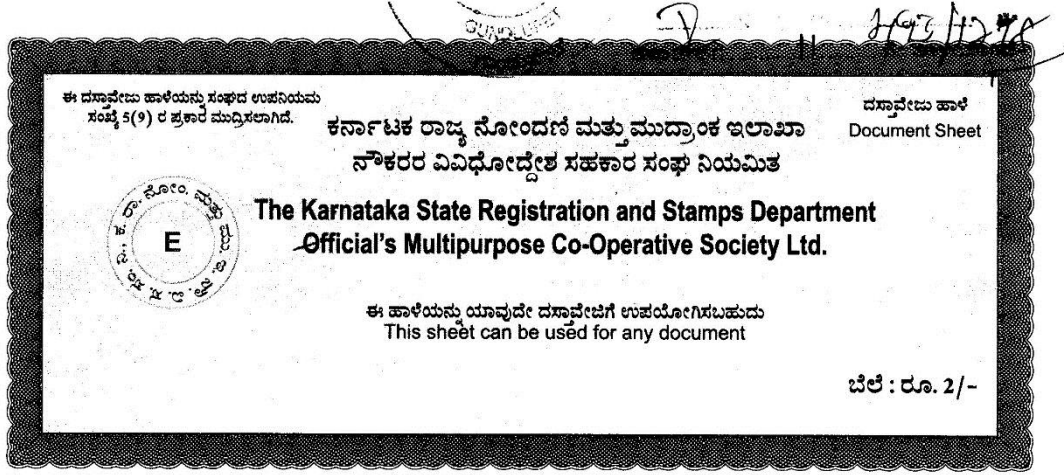 GUNDLUPET
ಈ ದಸ್ತಾವೇಜು ಹಾಳೆಯನ್ನು ಸಂಘದ ಉಪನಿಯಮ
ಸಂಖ್ಯೆ 5(9) ರ ಪ್ರಕಾರ ಮುದ್ರಿಸಲಾಗಿದೆ.
ದಸ್ತಾವೇಜು ಹಾಳೆ
Document Sheet
ಕರ್ನಾಟಕ ರಾಜ್ಯ ನೋಂದಣಿ ಮತ್ತು ಮುದ್ರಾಂಕ ಇಲಾಖಾ
ನೌಕರರ ವಿವಿಧೋದ್ದೇಶ ಸಹಕಾರ ಸಂಘ ನಿಯಮಿತ
E
The Karnataka State Registration and Stamps Department
Official's Multipurpose Co-Operative Society Ltd.
ಈ ಹಾಳೆಯನ್ನು ಯಾವುದೇ ದಸ್ತಾವೇಜಿಗೆ ಉಪಯೋಗಿಸಬಹುದು
This sheet can be used for any document
ಬೆಲೆ : ರೂ. 2/-